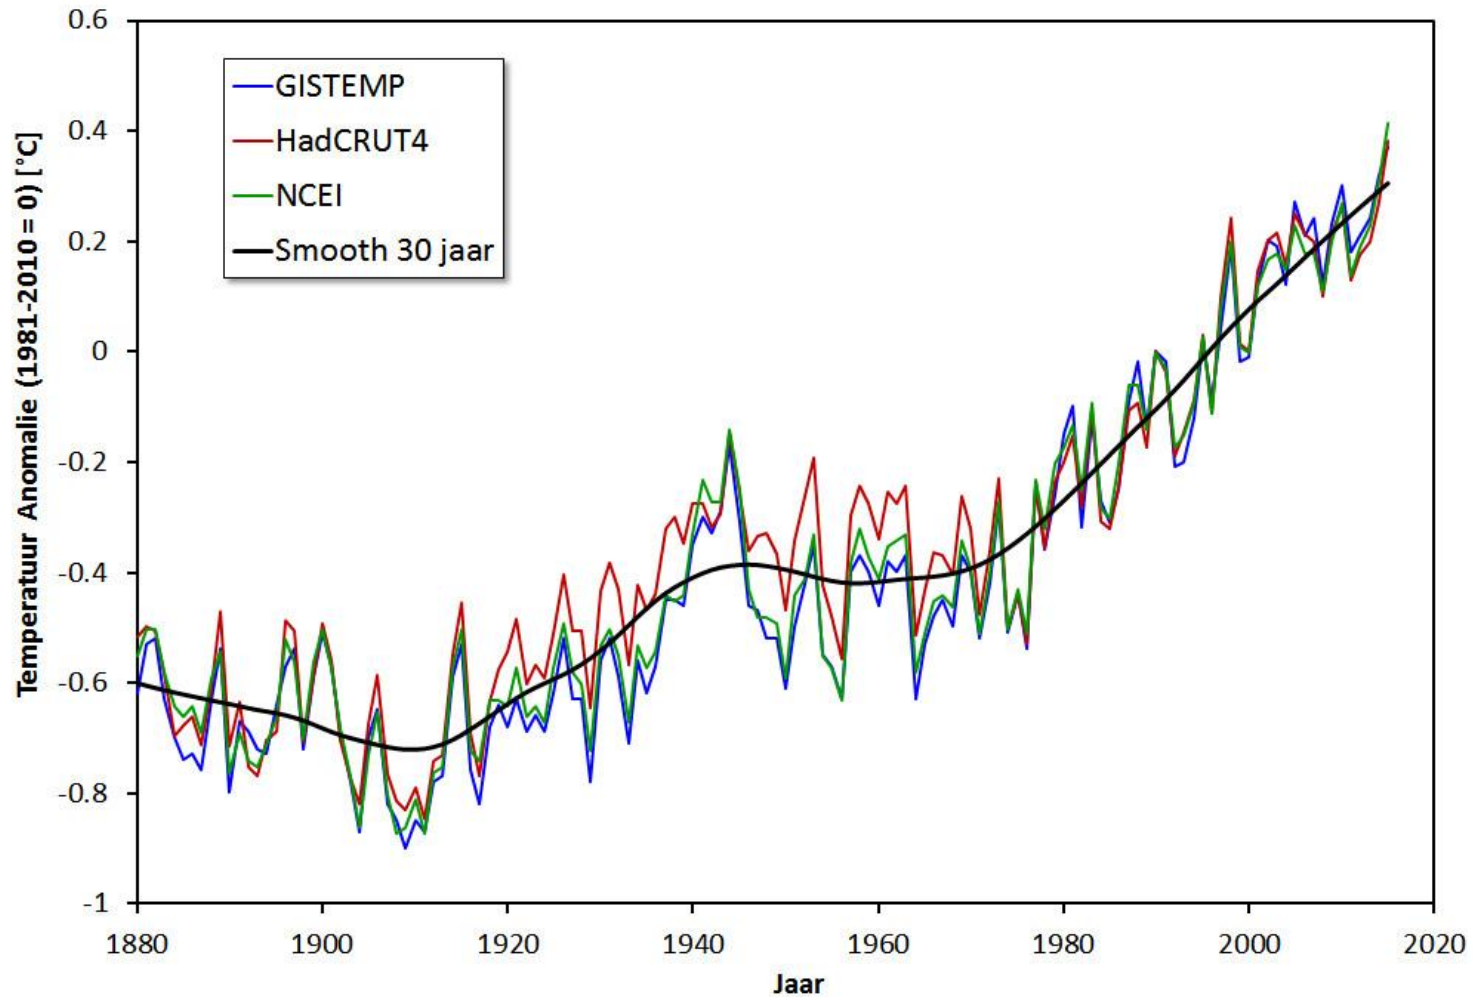 0.6
0.4
0.2
0
-0.2
-0.4
-0.6
-0.8
-1
Temperatuur Anomalie (1981-2010 = 0) [°C]
GISTEMP
HadCRUT4
NCEI
Smooth 30 jaar
1880 1900 1920 1940 1960 1980 2000 2020
Jaar